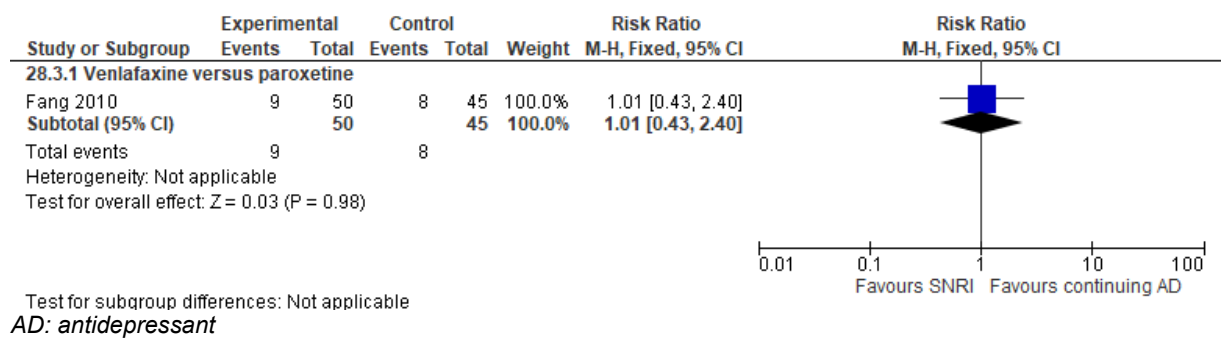 Experimental Control Risk Ratio Risk Ratio
Study or Subgroup Events Total Events Total Weight M-H, Fixed, 95% CI M-H, Fixed, 95% CI
28.3.1 Venlafaxine versus paroxetine
Fang 2010 9 50 8 45 100.0% 1.01 [0.43, 2.40]
Subtotal (95% CI) 50 45 100.0% 1.01 [0.43, 2.40]
Total events 9 8
Heterogeneity: Not applicable
Test for overall effect: Z = 0.03 (P = 0.98)
0.01 0.1 1 10 100
Favours SNRI Favours continuing AD
Test for subgroup differences: Not applicable
AD: antidepressant